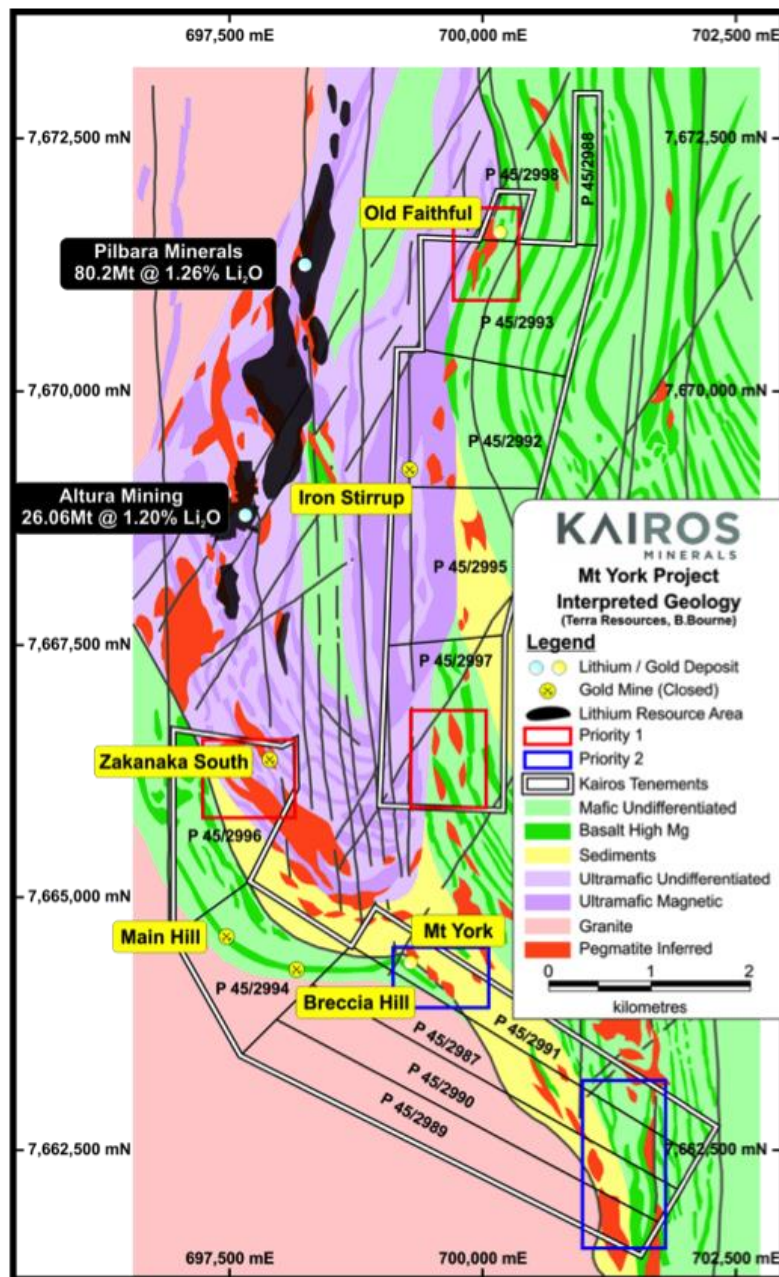 697,500 mE
700,000 mE
702,500 mE
7,672,500 mN
7,672,500 mN
P 45/2988
P 45/2998
Old Faithful
Pilbara Minerals
80.2Mt @ 1.26% Li₂O
P 45/2993
7,670,000 mN
7,670,000 mN
P 45/2992
Iron Stirrup
Altura Mining
26.06Mt @ 1.20% Li₂O
P 45/2995
7,667,500 mN
P 45/2997
Zakanaka South
P 45/2996
7,665,000 mN
Main Hill
Mt York
P 45/2994
Breccia Hill
P 45/2991
P 45/2987
P 45/2990
P 45/2989
7,662,500 mN
7,662,500 mN
697,500 mE
700,000 mE
702,500 mE
KAIROS
MINERALS
Mt York Project
Interpreted Geology
(Terra Resources, B.Bourne)
Legend
Lithium / Gold Deposit
Gold Mine (Closed)
Lithium Resource Area
Priority 1
Priority 2
Kairos Tenements
Mafic Undifferentiated
Basalt High Mg
Sediments
Ultramafic Undifferentiated
Ultramafic Magnetic
Granite
Pegmatite Inferred
0 1 2
kilometres